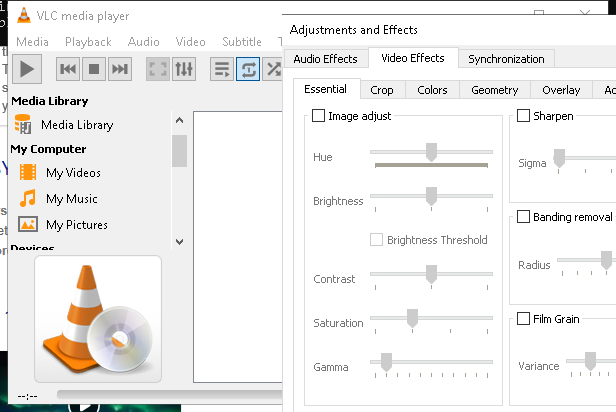 VLC media player
Media Playback Audio Video Subtitle
Media Library
Media Library
My Computer
My Videos
My Music
My Pictures
Devices
--:--
Adjustments and Effects
Audio Effects Video Effects Synchronization
Essential Crop Colors Geometry Overlay
Image adjust
Hue
Brightness
Brightness Threshold
Contrast
Saturation
Gamma
Sharpen
Sigma
Banding removal
Radius
Film Grain
Variance